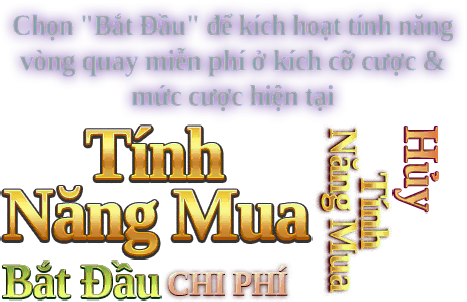 Chọn "Bắt Đầu" để kích hoạt tính năng
vòng quay miễn phí ở kích cỡ cược &
mức cược hiện tại
Tính
Năng Mua
Bắt Đầu
CHI PHÍ
Hủy
Tính
Năng Mua